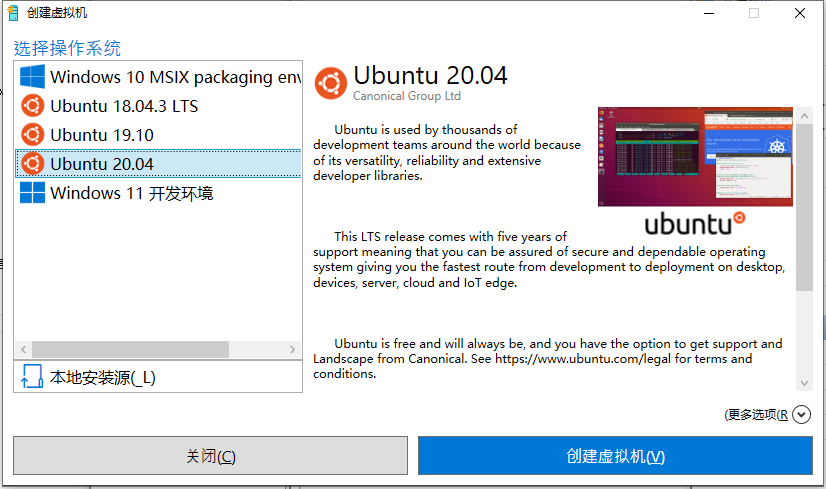 创建虚拟机
选择操作系统
Windows 10 MSIX packaging env
Ubuntu 18.04.3 LTS
Ubuntu 19.10
Ubuntu 20.04
Windows 11 开发环境
本地安装源(_L)
Ubuntu 20.04
Canonical Group Ltd
Ubuntu is used by thousands of
development teams around the world because
of its versatility, reliability and extensive
developer libraries.
ubuntu
This LTS release comes with five years of
support meaning that you can be assured of secure and dependable operating
system giving you the fastest route from development to deployment on desktop,
devices, server, cloud and IoT edge.
Ubuntu is free and will always be, and you have the option to get support and
Landscape from Canonical. See https://www.ubuntu.com/legal for terms and
conditions.
(更多选项(R
关闭(C)
创建虚拟机(V)